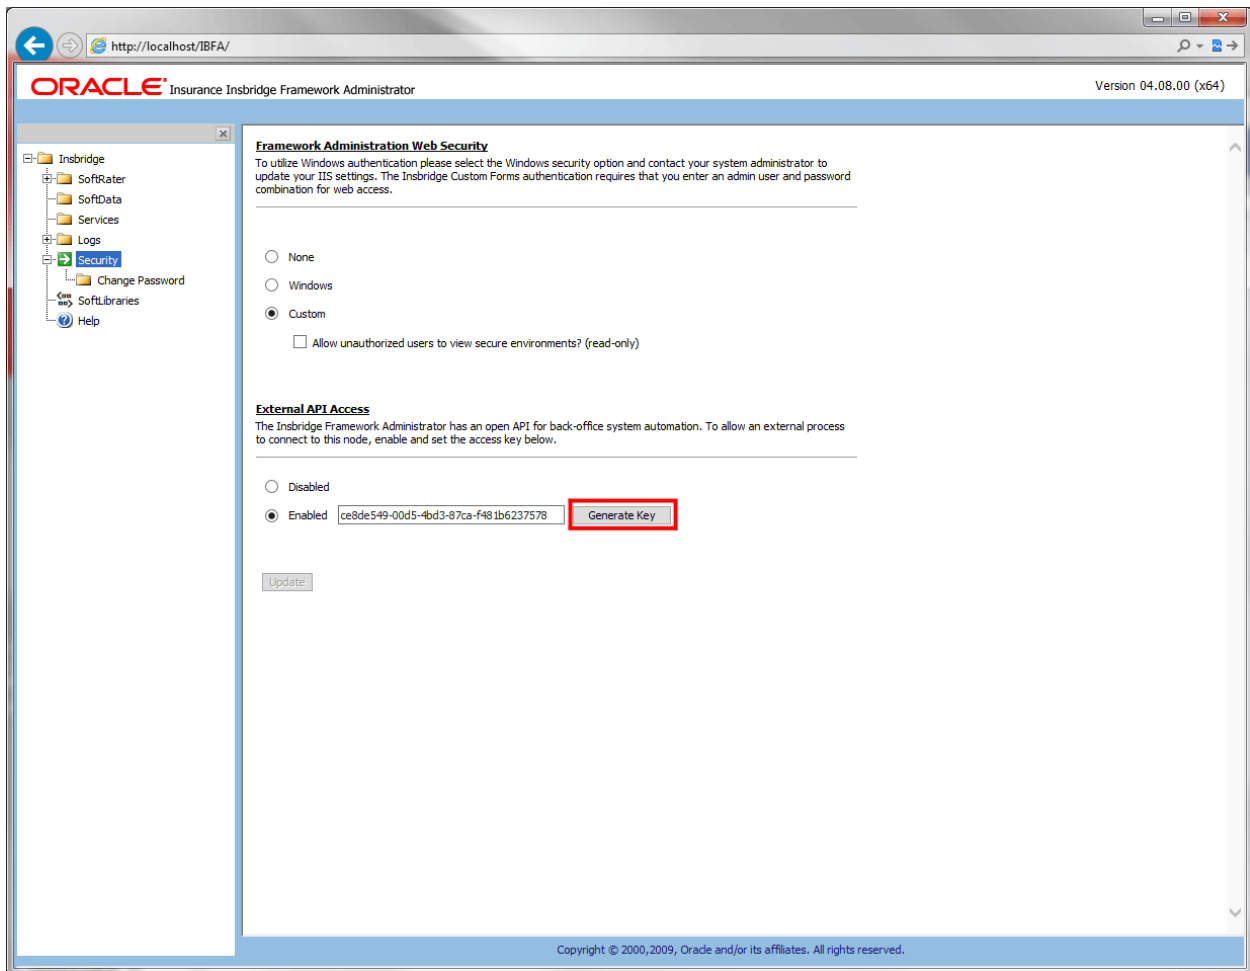 http://localhost/IBFA/
ORACLE® Insurance Insbridge Framework Administrator
Version 04.08.00 (x64)
Insbridge
SoftRater
SoftData
Services
Logs
Security
Change Password
SoftLibraries
Help
Framework Administration Web Security
To utilize Windows authentication please select the Windows security option and contact your system administrator to
update your IIS settings. The Insbridge Custom Forms authentication requires that you enter an admin user and password
combination for web access.
None
Windows
Custom
Allow unauthorized users to view secure environments? (read-only)
External API Access
The Insbridge Framework Administrator has an open API for back-office system automation. To allow an external process
to connect to this node, enable and set the access key below.
Disabled
Enabled ce8de549-00d5-4bd3-87ca-f481b6237578 Generate Key
Update
Copyright © 2000,2009, Oracle and/or its affiliates. All rights reserved.